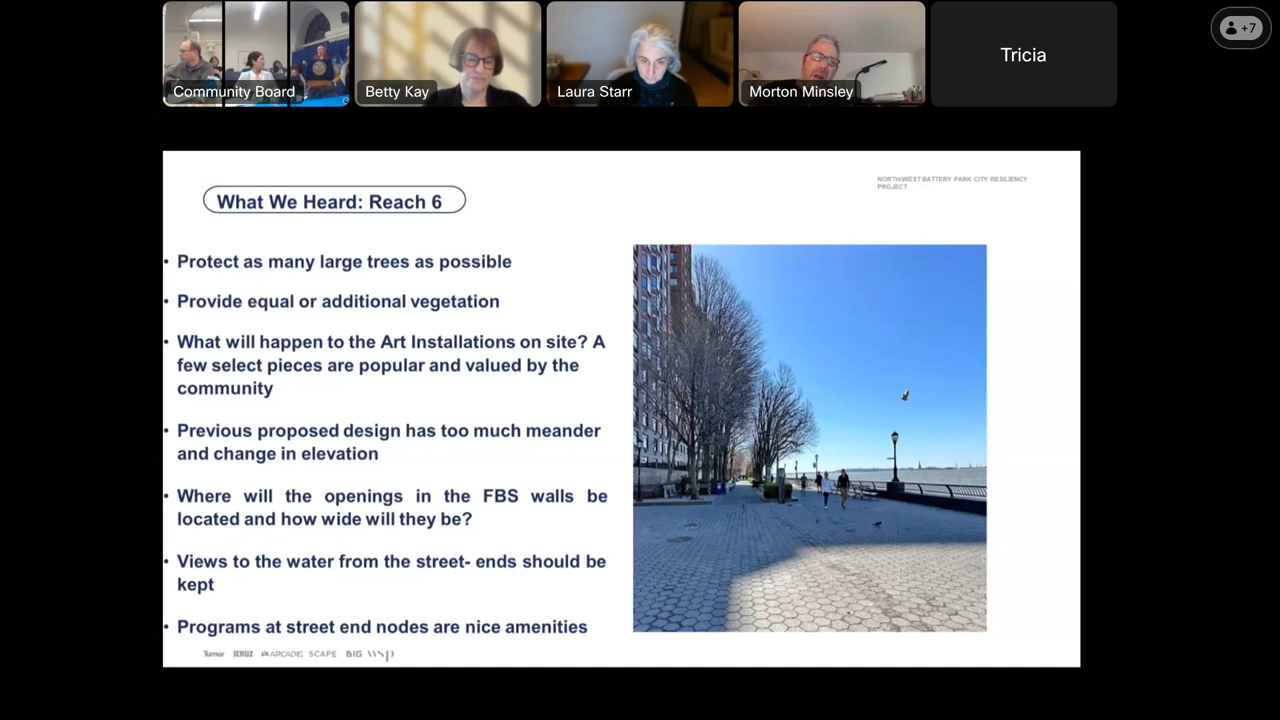 +7
Community Board
Betty Kay
Laura Starr
Morton Minsley
Tricia
NORTH/WEST BATTERY PARK CITY RESILIENCY
PROJECT
What We Heard: Reach 6
• Protect as many large trees as possible
• Provide equal or additional vegetation
• What will happen to the Art Installations on site? A
few select pieces are popular and valued by the
community
• Previous proposed design has too much meander
and change in elevation
• Where will the openings in the FBS walls be
located and how wide will they be?
• Views to the water from the street- ends should be
kept
• Programs at street end nodes are nice amenities
Turner ARCADIS SCAPE BIG wsp